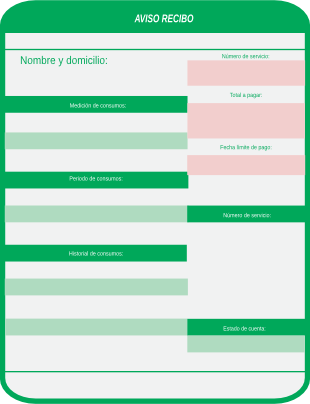 AVISO RECIBO
Nombre y domicilio:
Número de servicio:
Total a pagar:
Medición de consumos:
Fecha límite de pago:
Periodo de consumos:
Número de servicio:
Historial de consumos:
Estado de cuenta: